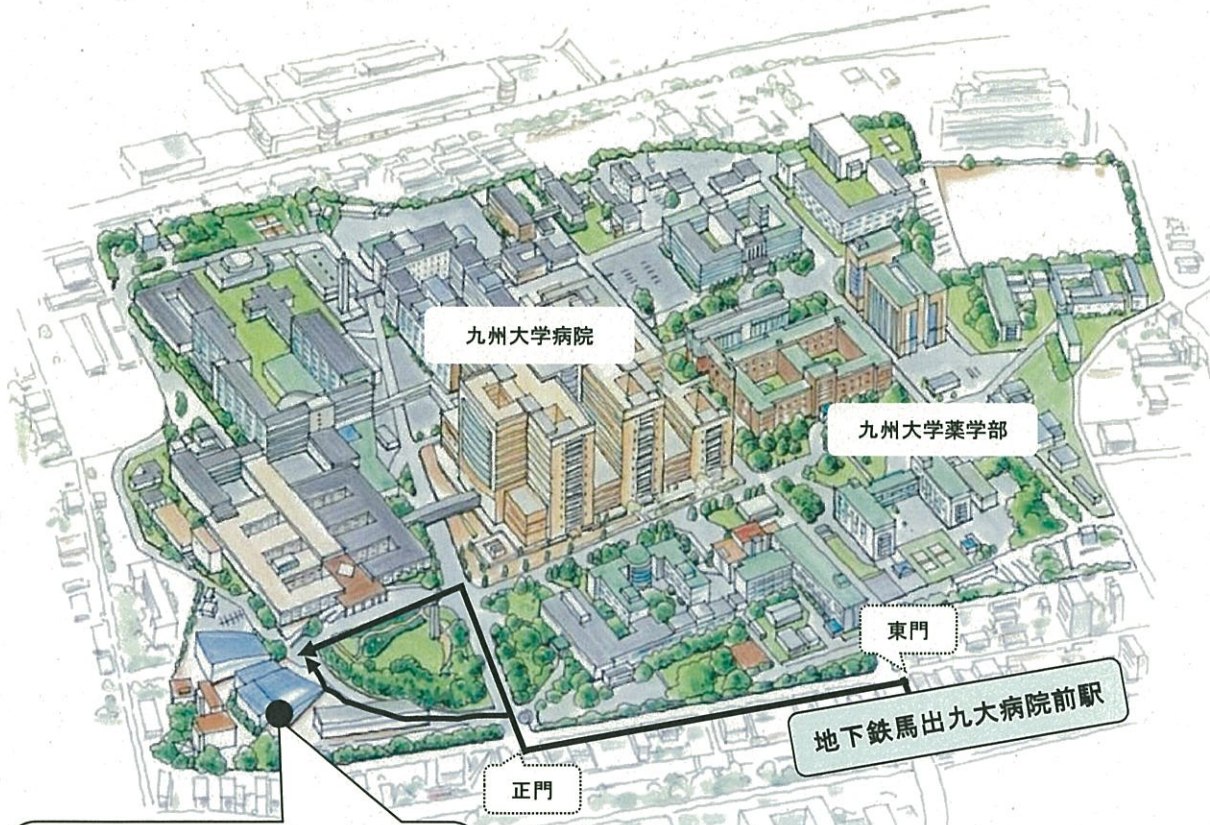 九州大学病院
九州大学薬学部
東門
地下鉄馬出九大病院前駅
正門